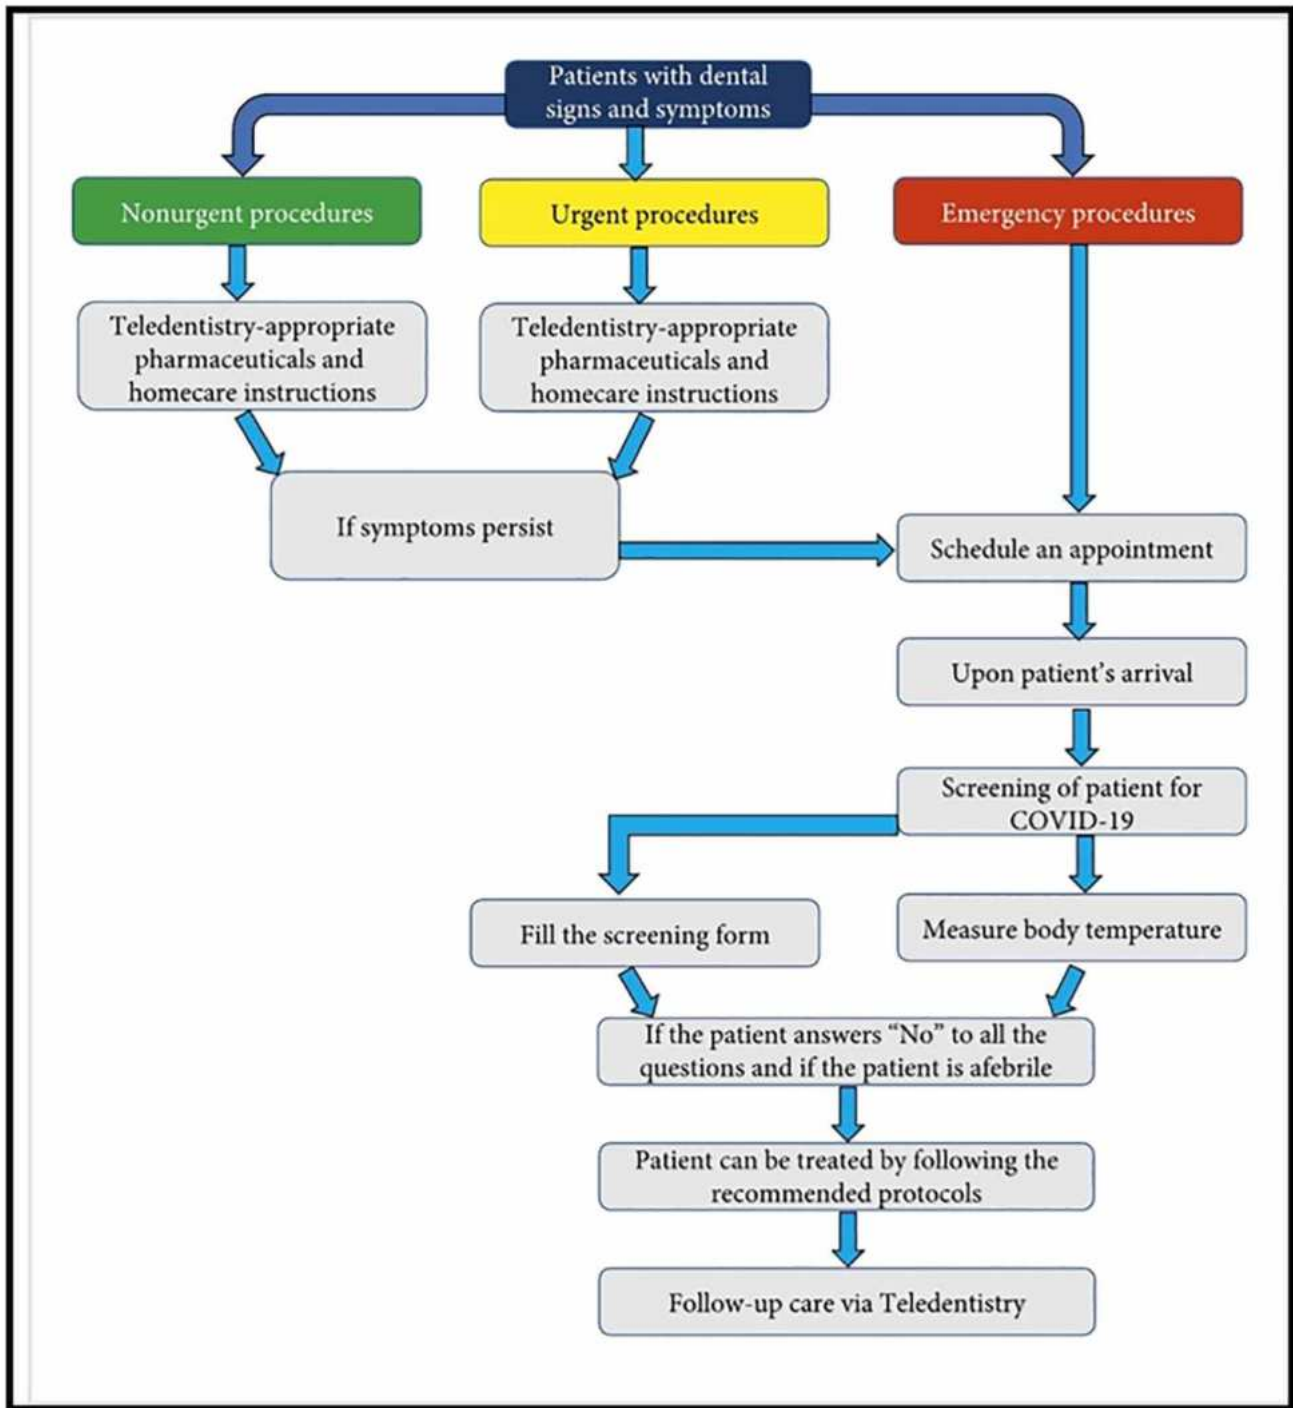 Patients with dental
signs and symptoms
Nonurgent procedures
Urgent procedures
Emergency procedures
Teledentistry-appropriate
pharmaceuticals and
homecare instructions
Teledentistry-appropriate
pharmaceuticals and
homecare instructions
If symptoms persist
Schedule an appointment
Upon patient’s arrival
Screening of patient for
COVID-19
Fill the screening form
Measure body temperature
If the patient answers “No” to all the
questions and if the patient is afebrile
Patient can be treated by following the
recommended protocols
Follow-up care via Teledentistry